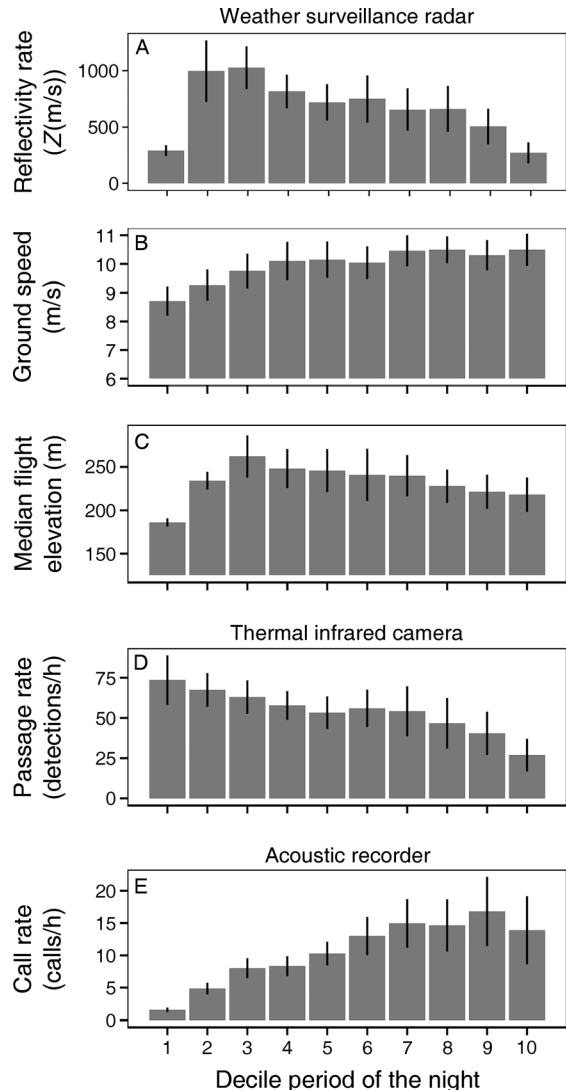 Weather surveillance radar
A
Reflectivity rate
(Z(m/s))
1000
500
0
B
Ground speed
(m/s)
11
10
9
8
7
6
C
Median flight
elevation (m)
250
200
150
Thermal infrared camera
D
Passage rate
(detections/h)
75
50
25
0
Acoustic recorder
E
Call rate
(calls/h)
20
15
10
5
0
1 2 3 4 5 6 7 8 9 10
Decile period of the night